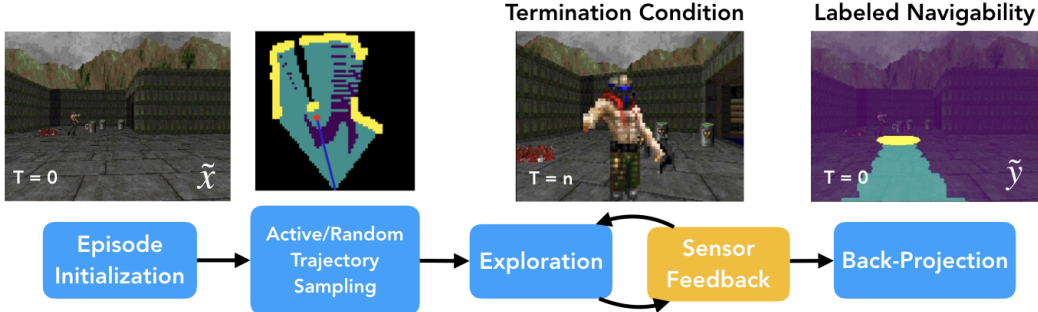 Termination Condition
Labeled Navigability
T = 0
x̃
T = n
T = 0
ỹ
Episode
Initialization
Active/Random
Trajectory
Sampling
Exploration
Sensor
Feedback
Back-Projection